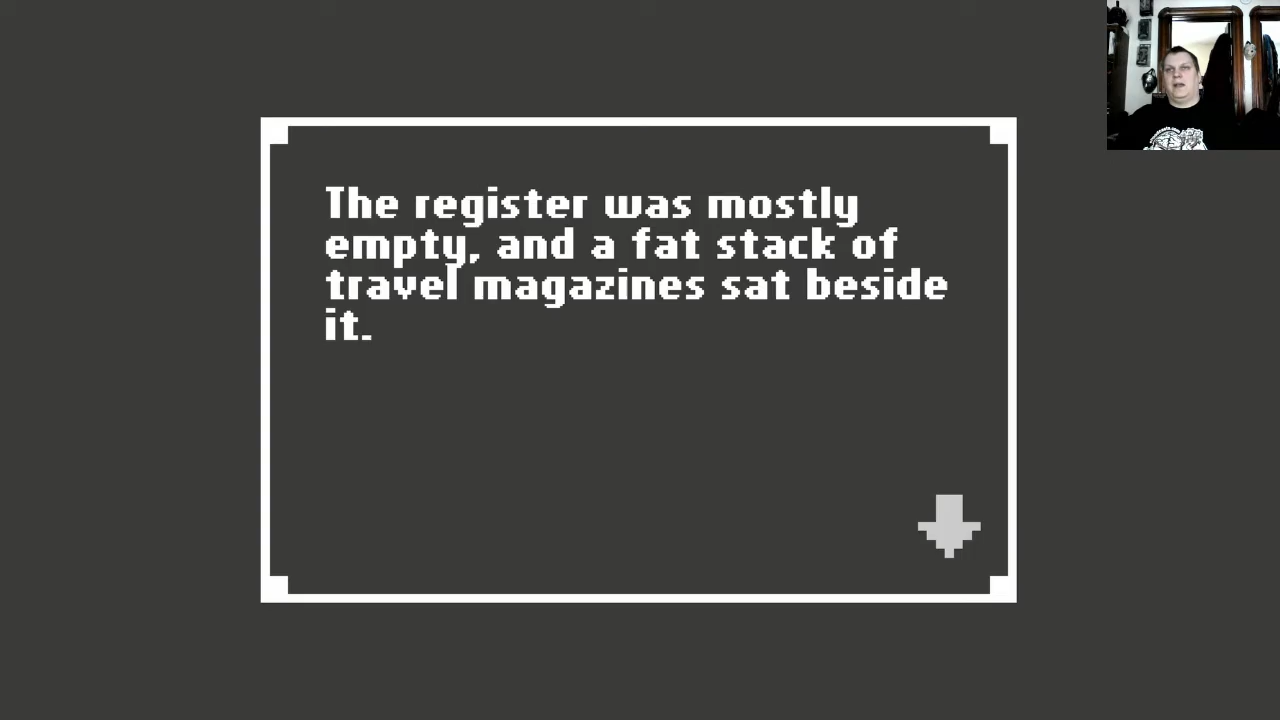 The register was mostly
empty, and a fat stack of
travel magazines sat beside
it.